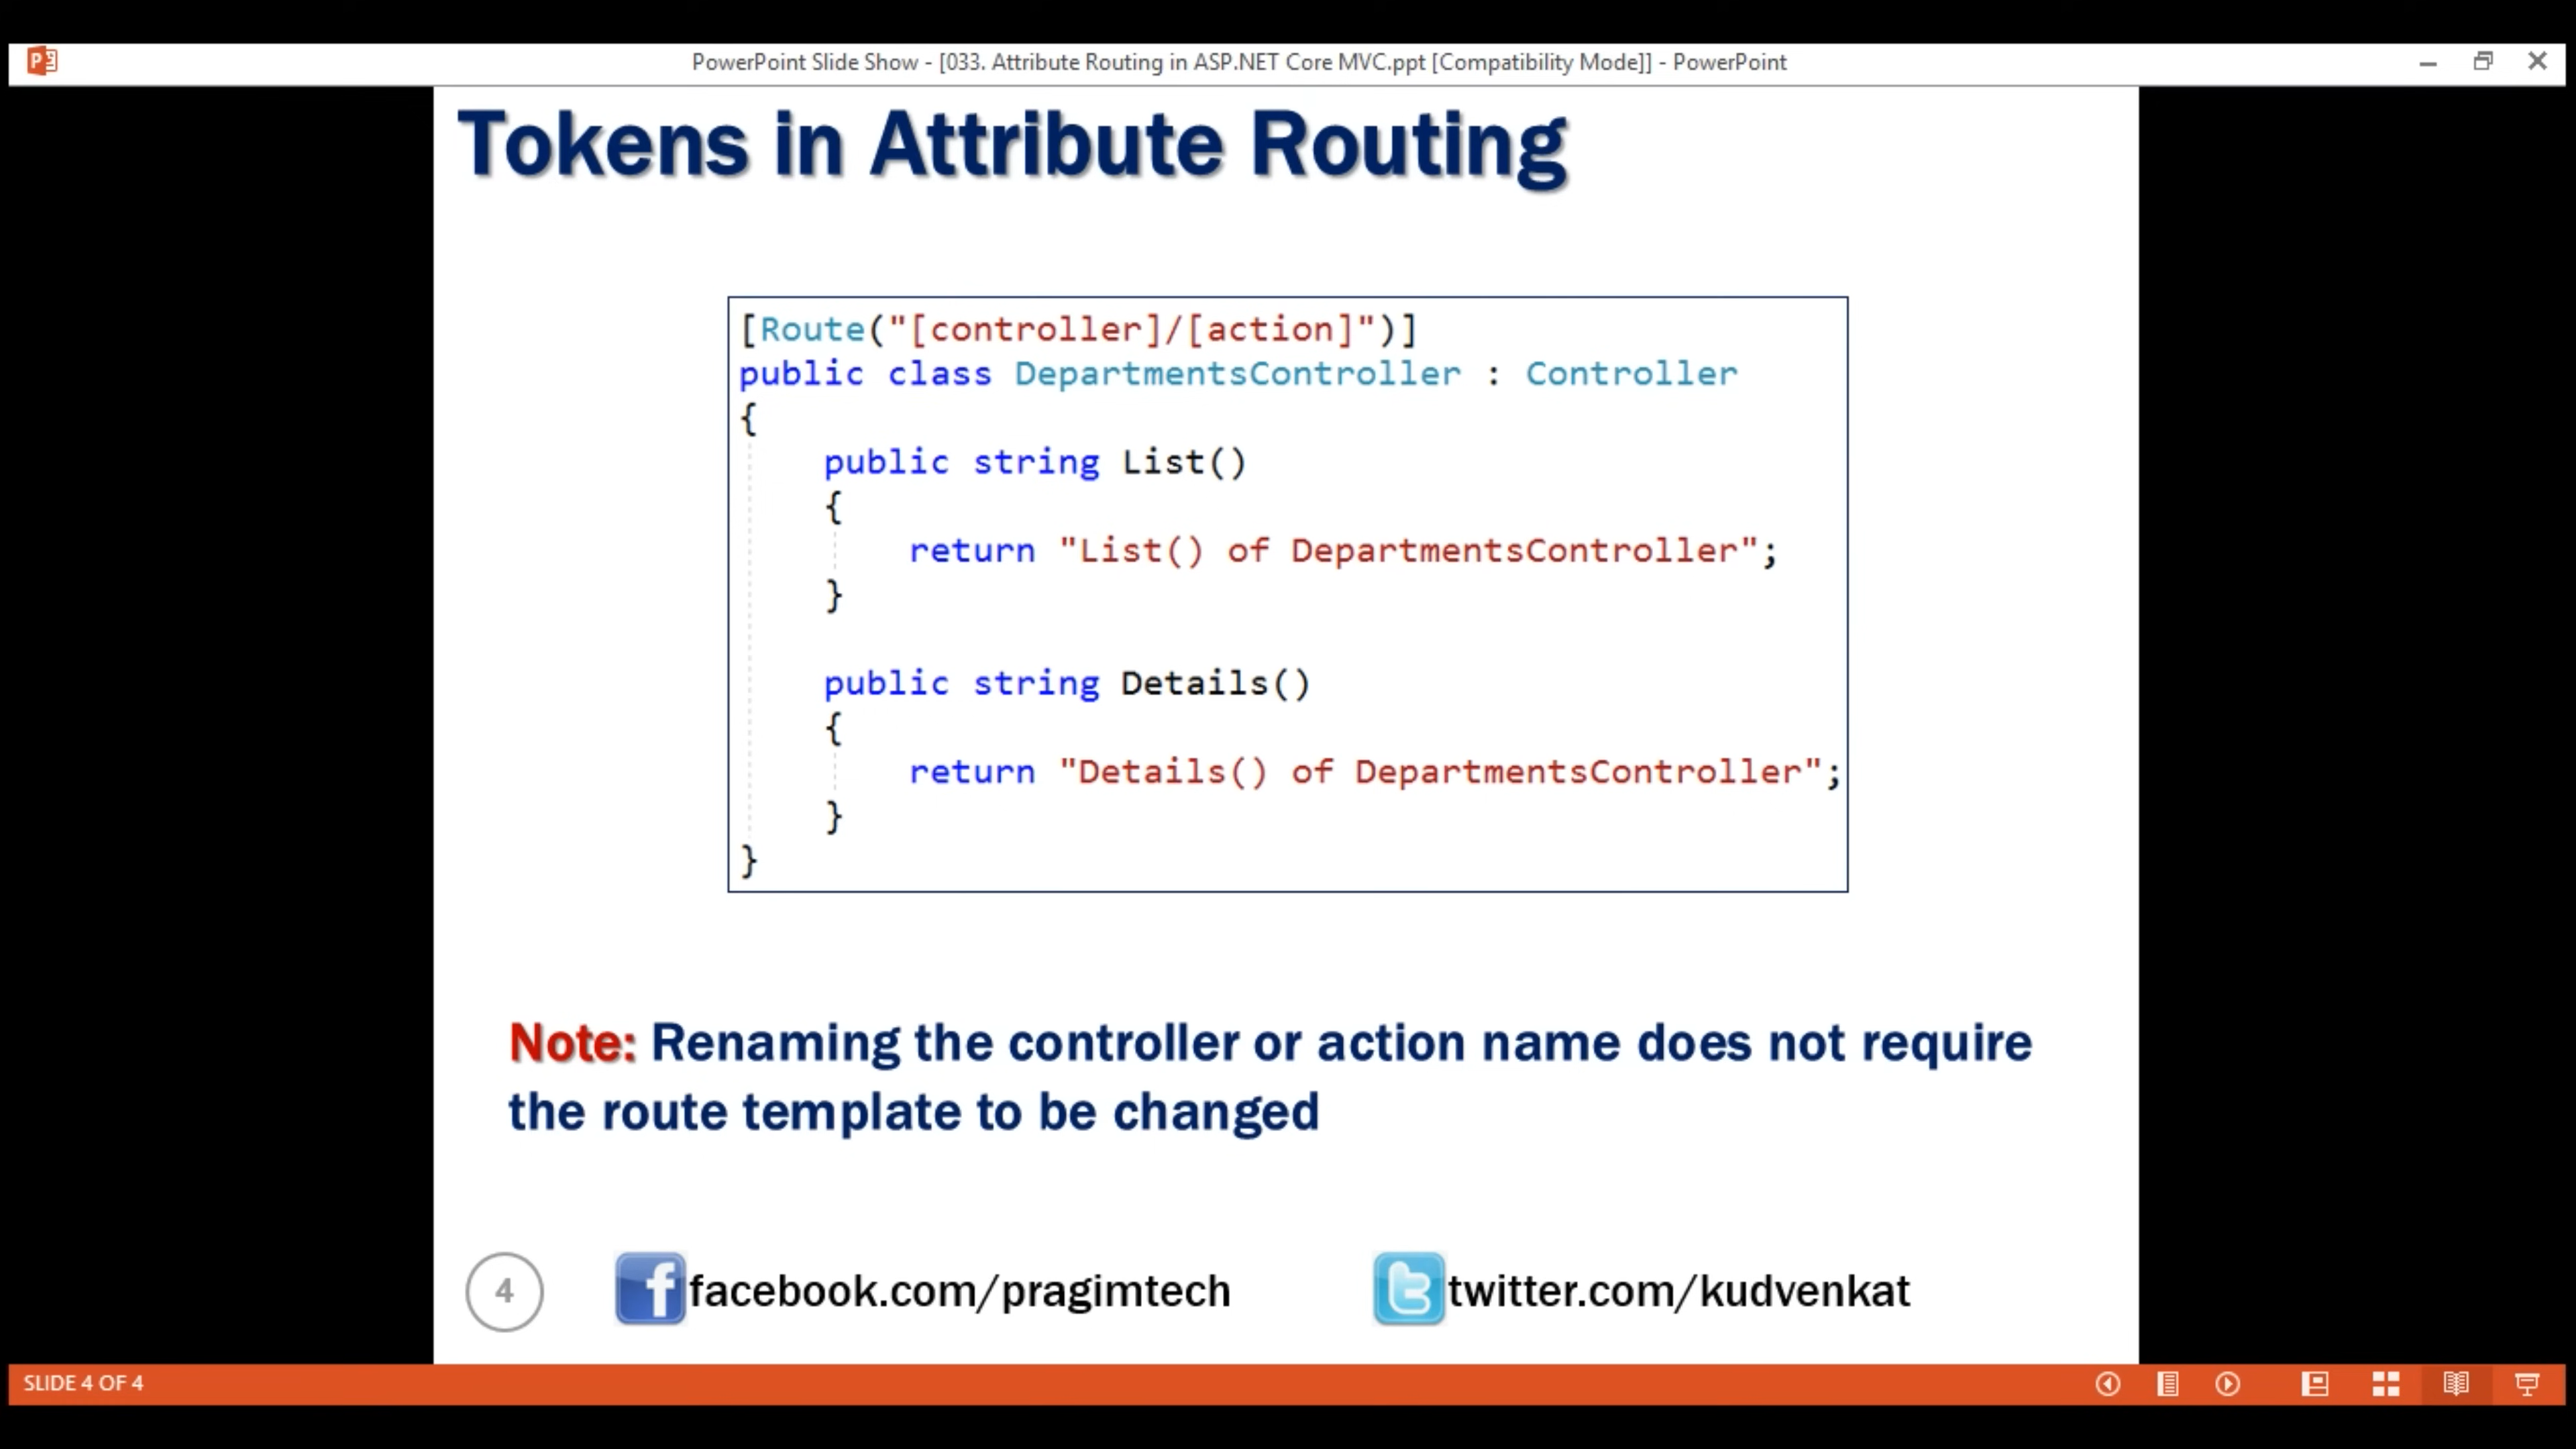 PowerPoint Slide Show - [033. Attribute Routing in ASP.NET Core MVC.ppt [Compatibility Mode]] - PowerPoint
Tokens in Attribute Routing
[Route("[controller]/[action]")]
public class DepartmentsController : Controller
{
    public string List()
    {
        return "List() of DepartmentsController";
    }
    public string Details()
    {
        return "Details() of DepartmentsController";
    }
}
Note: Renaming the controller or action name does not require
the route template to be changed
4
facebook.com/pragimtech
twitter.com/kudvenkat
SLIDE 4 OF 4